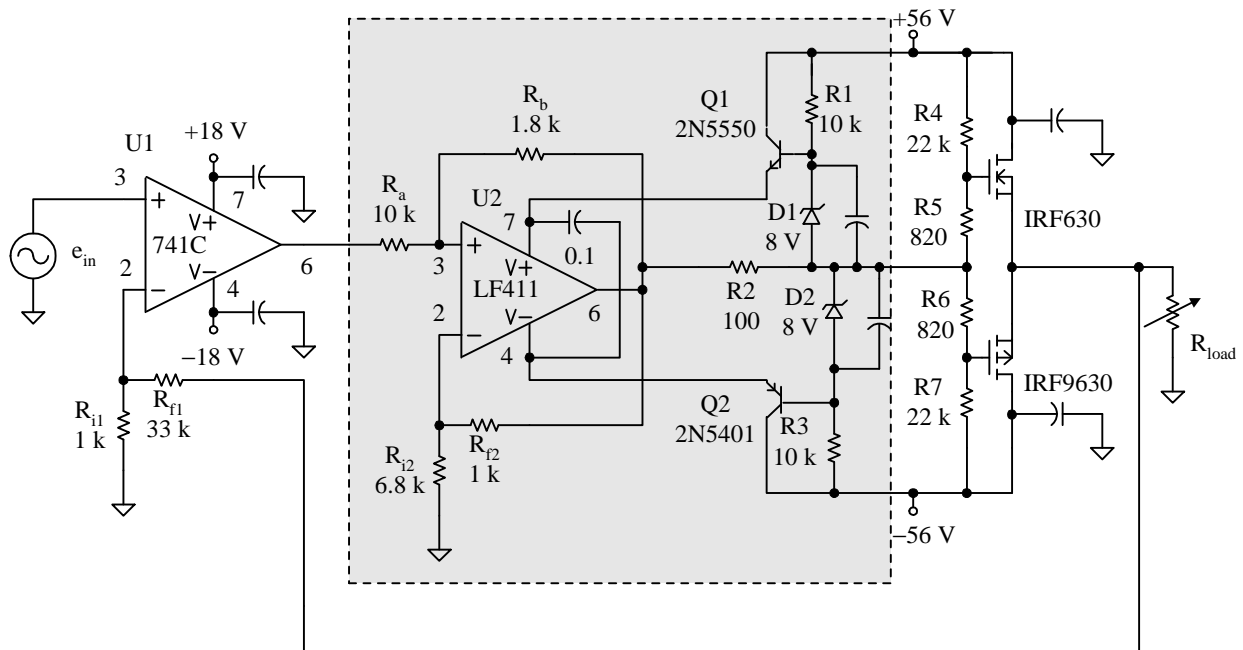 +56 V
R_b
1.8 k
Q1
2N5550
R1
10 k
R4
22 k
U1
+18 V
3
7
+
V+
741C
V−
2
−
4
6
−18 V
e_in
R_a
10 k
U2
7
0.1
3
+
V+
LF411
V−
2
−
4
6
D1
8 V
R5
820
IRF630
R2
100
D2
8 V
R6
820
R_load
R_i1
1 k
R_f1
33 k
R_i2
6.8 k
R_f2
1 k
Q2
2N5401
R3
10 k
R7
22 k
IRF9630
−56 V